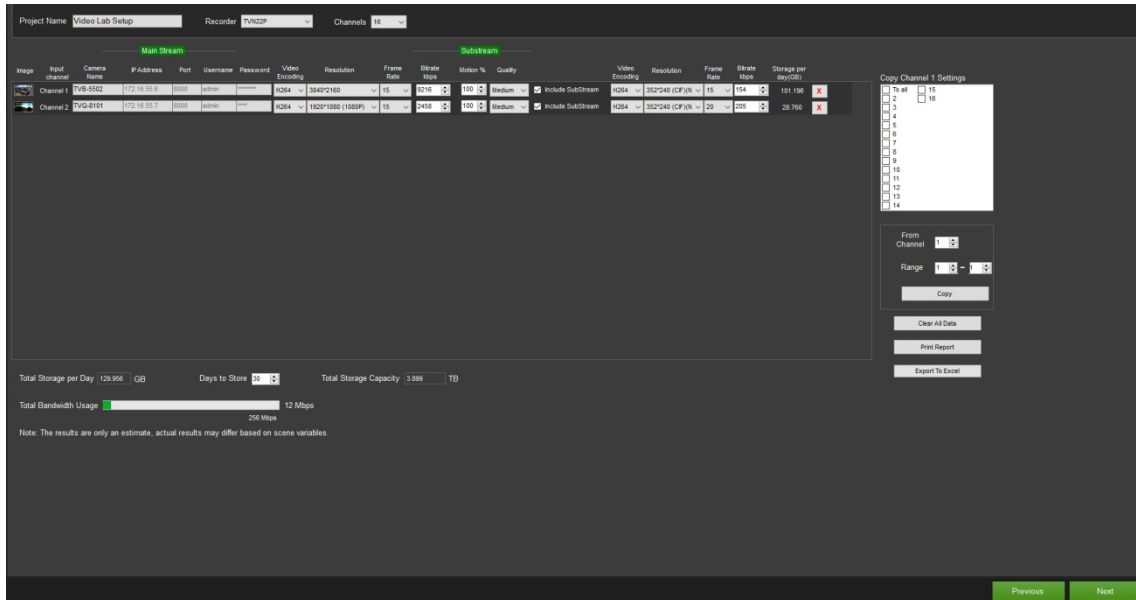 Project Name Video Lab Setup Recorder TVN22P Channels 16
Main Stream Substream
Image Input channel Camera Name IP Address Port Username Password Video Encoding Resolution Frame Rate Bitrate kbps Motion % Quality Video Encoding Resolution Frame Rate Bitrate kbps Storage per day(GB)
Channel 1 TVB-5502 172.16.55.6 8000 admin ******** H264 3840*2160 15 9216 100 Medium Include SubStream H264 352*240 (CIF)(N 15 154 101.196 X
Channel 2 TVQ-8101 172.16.55.7 8000 admin **** H264 1920*1080 (1080P) 15 2458 100 Medium Include SubStream H264 352*240 (CIF)(N 20 205 28.760 X
Copy Channel 1 Settings
To all 15
2 16
3
4
5
6
7
8
9
10
11
12
13
14
From Channel 1
Range 1 - 1
Copy
Clear All Data
Print Report
Export To Excel
Total Storage per Day 129.956 GB Days to Store 30 Total Storage Capacity 3.899 TB
Total Bandwidth Usage 12 Mbps
256 Mbps
Note: The results are only an estimate, actual results may differ based on scene variables.
Previous Next